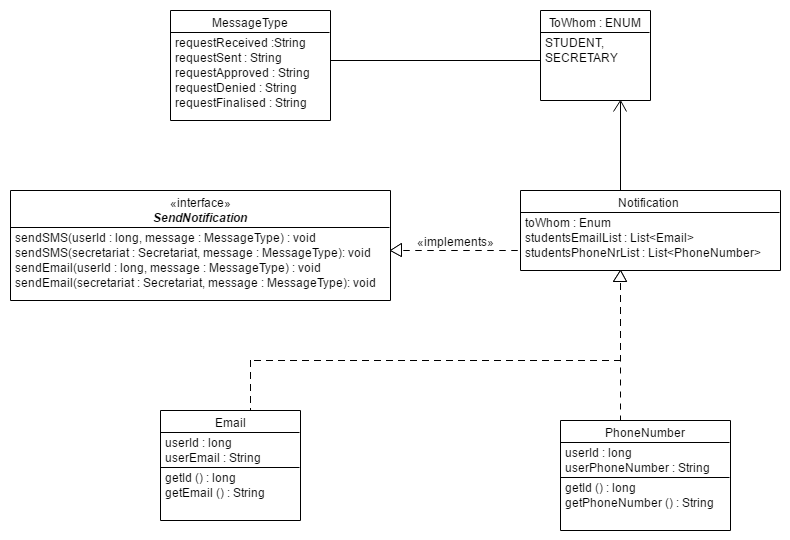 MessageType
requestReceived :String
requestSent : String
requestApproved : String
requestDenied : String
requestFinalised : String
ToWhom : ENUM
STUDENT,
SECRETARY
«interface»
SendNotification
sendSMS(userId : long, message : MessageType) : void
sendSMS(secretariat : Secretariat, message : MessageType): void
sendEmail(userId : long, message : MessageType) : void
sendEmail(secretariat : Secretariat, message : MessageType): void
«implements»
Notification
toWhom : Enum
studentsEmailList : List<Email>
studentsPhoneNrList : List<PhoneNumber>
Email
userId : long
userEmail : String
getId () : long
getEmail () : String
PhoneNumber
userId : long
userPhoneNumber : String
getId () : long
getPhoneNumber () : String